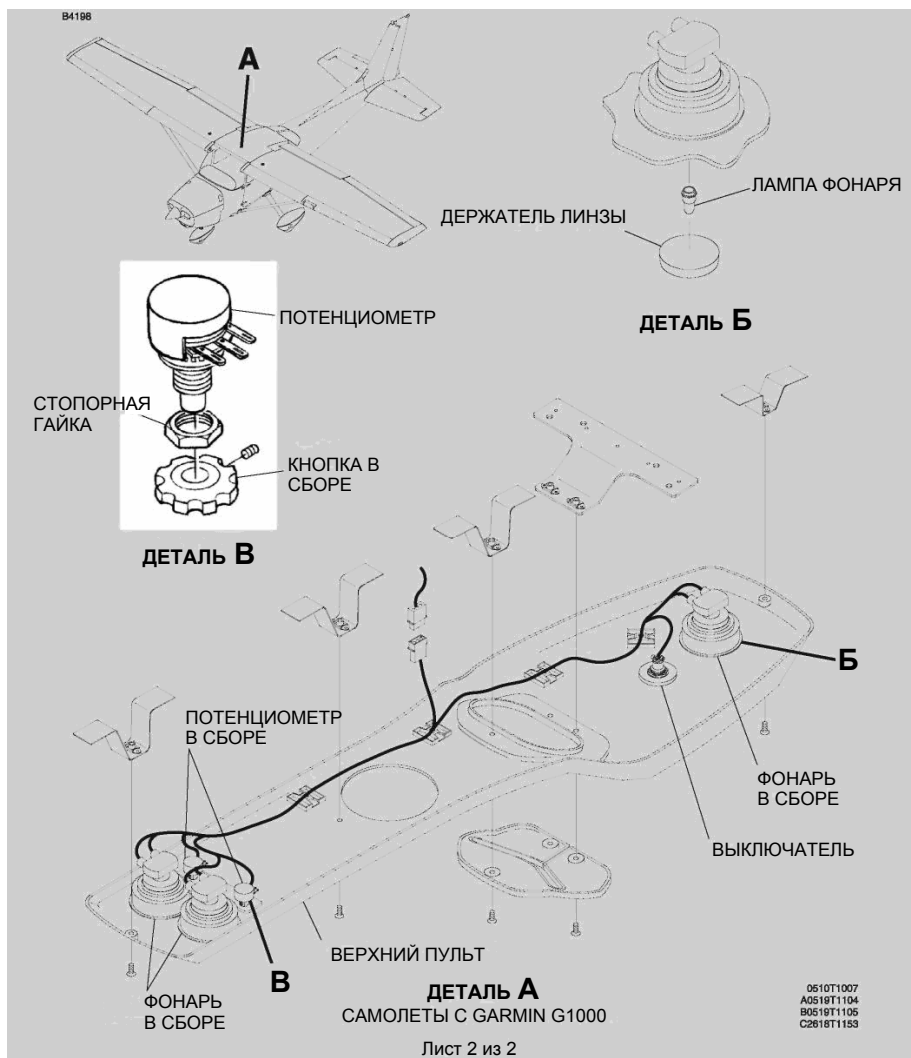 B4198
А
ЛАМПА ФОНАРЯ
ДЕРЖАТЕЛЬ ЛИНЗЫ
ДЕТАЛЬ Б
ПОТЕНЦИОМЕТР
СТОПОРНАЯ
ГАЙКА
КНОПКА В
СБОРЕ
ДЕТАЛЬ В
Б
ПОТЕНЦИОМЕТР
В СБОРЕ
ФОНАРЬ
В СБОРЕ
ВЫКЛЮЧАТЕЛЬ
ВЕРХНИЙ ПУЛЬТ
В
ФОНАРЬ
В СБОРЕ
ДЕТАЛЬ А
САМОЛЕТЫ С GARMIN G1000
0510T1007
A0519T1104
B0519T1105
C2618T1153
Лист 2 из 2